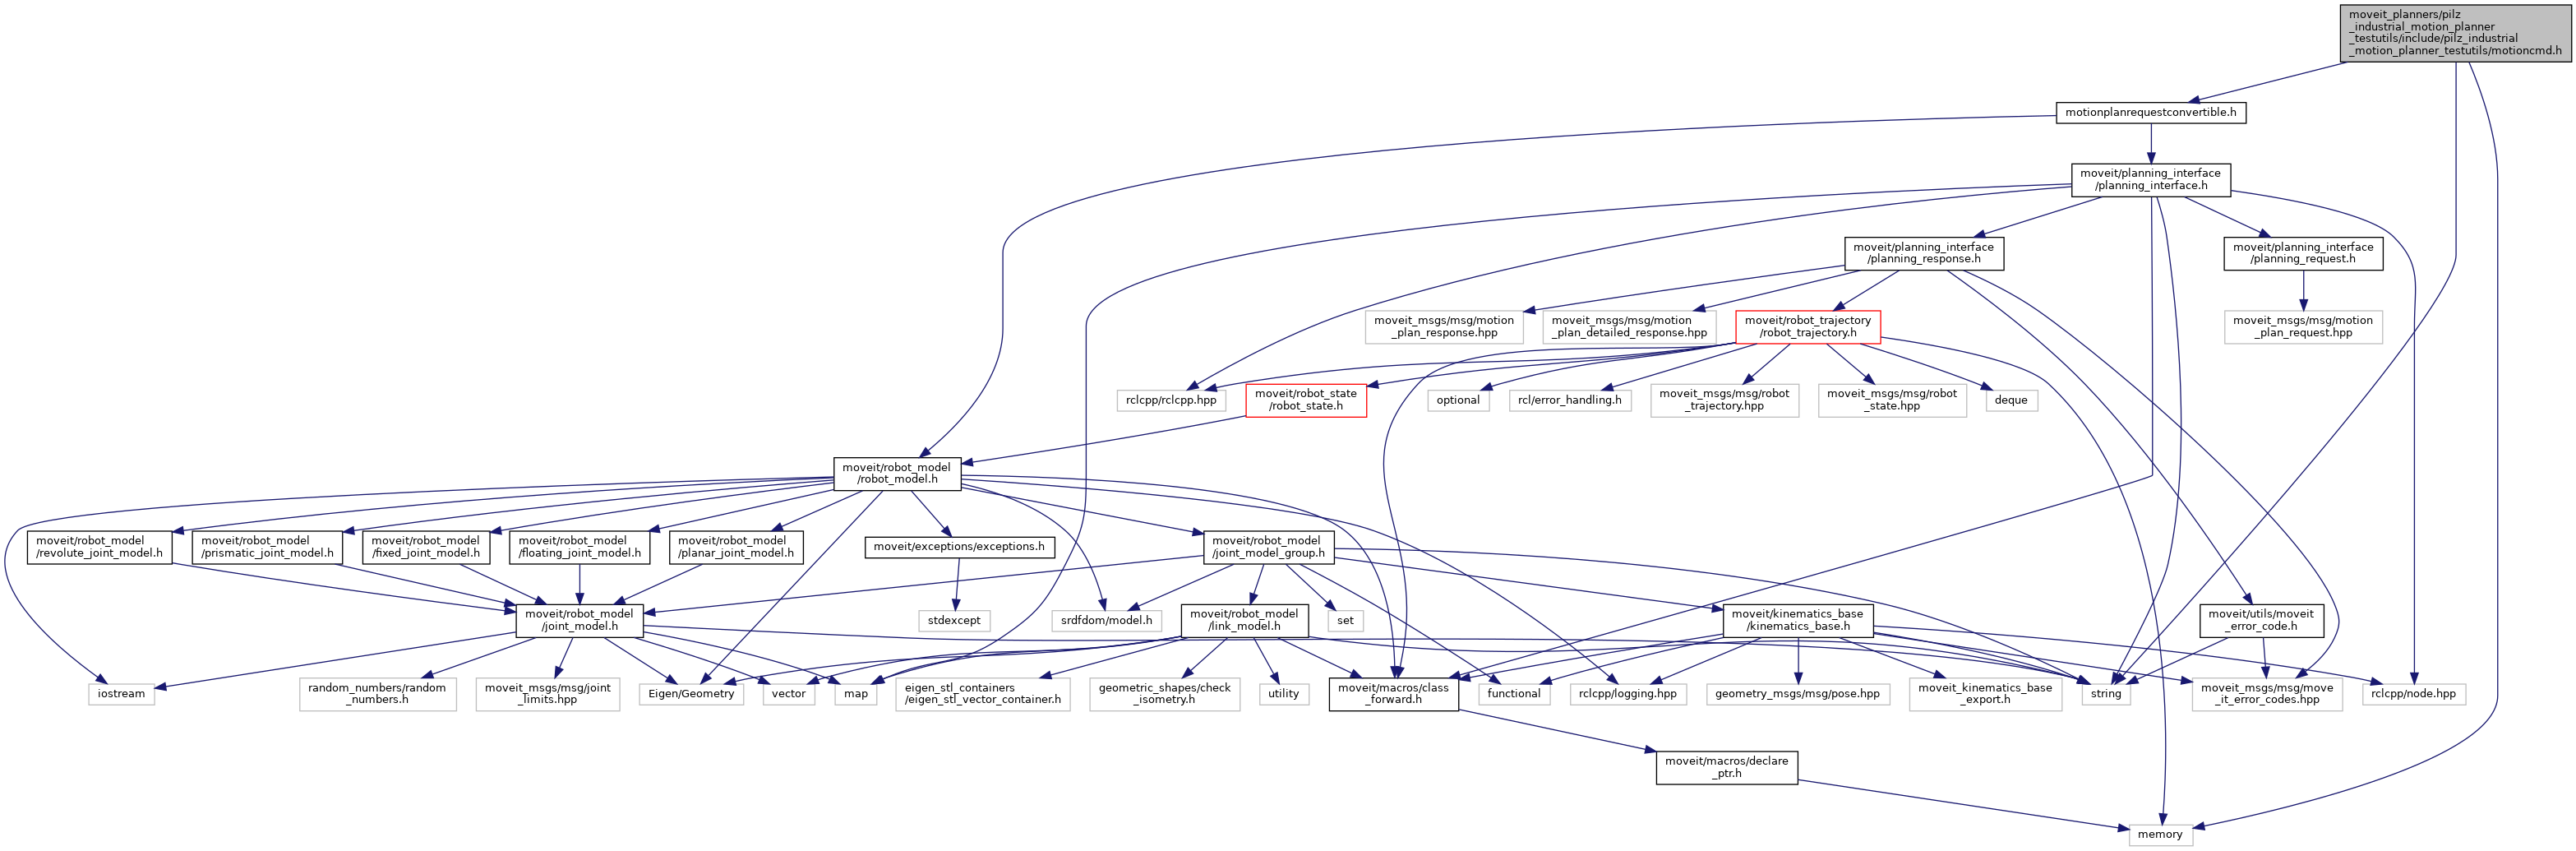 moveit_planners/pilz
_industrial_motion_planner
_testutils/include/pilz_industrial
_motion_planner_testutils/motioncmd.h
motionplanrequestconvertible.h
moveit/planning_interface
/planning_interface.h
moveit/planning_interface
/planning_response.h
moveit/planning_interface
/planning_request.h
moveit_msgs/msg/motion
_plan_response.hpp
moveit_msgs/msg/motion
_plan_detailed_response.hpp
moveit/robot_trajectory
/robot_trajectory.h
moveit_msgs/msg/motion
_plan_request.hpp
rclcpp/rclcpp.hpp
moveit/robot_state
/robot_state.h
optional
rcl/error_handling.h
moveit_msgs/msg/robot
_trajectory.hpp
moveit_msgs/msg/robot
_state.hpp
deque
moveit/robot_model
/robot_model.h
moveit/robot_model
/revolute_joint_model.h
moveit/robot_model
/prismatic_joint_model.h
moveit/robot_model
/fixed_joint_model.h
moveit/robot_model
/floating_joint_model.h
moveit/robot_model
/planar_joint_model.h
moveit/exceptions/exceptions.h
moveit/robot_model
/joint_model_group.h
moveit/robot_model
/joint_model.h
stdexcept
srdfdom/model.h
moveit/robot_model
/link_model.h
set
moveit/kinematics_base
/kinematics_base.h
moveit/utils/moveit
_error_code.h
iostream
random_numbers/random
_numbers.h
moveit_msgs/msg/joint
_limits.hpp
Eigen/Geometry
vector
map
eigen_stl_containers
/eigen_stl_vector_container.h
geometric_shapes/check
_isometry.h
utility
moveit/macros/class
_forward.h
functional
rclcpp/logging.hpp
geometry_msgs/msg/pose.hpp
moveit_kinematics_base
_export.h
string
moveit_msgs/msg/move
_it_error_codes.hpp
rclcpp/node.hpp
moveit/macros/declare
_ptr.h
memory